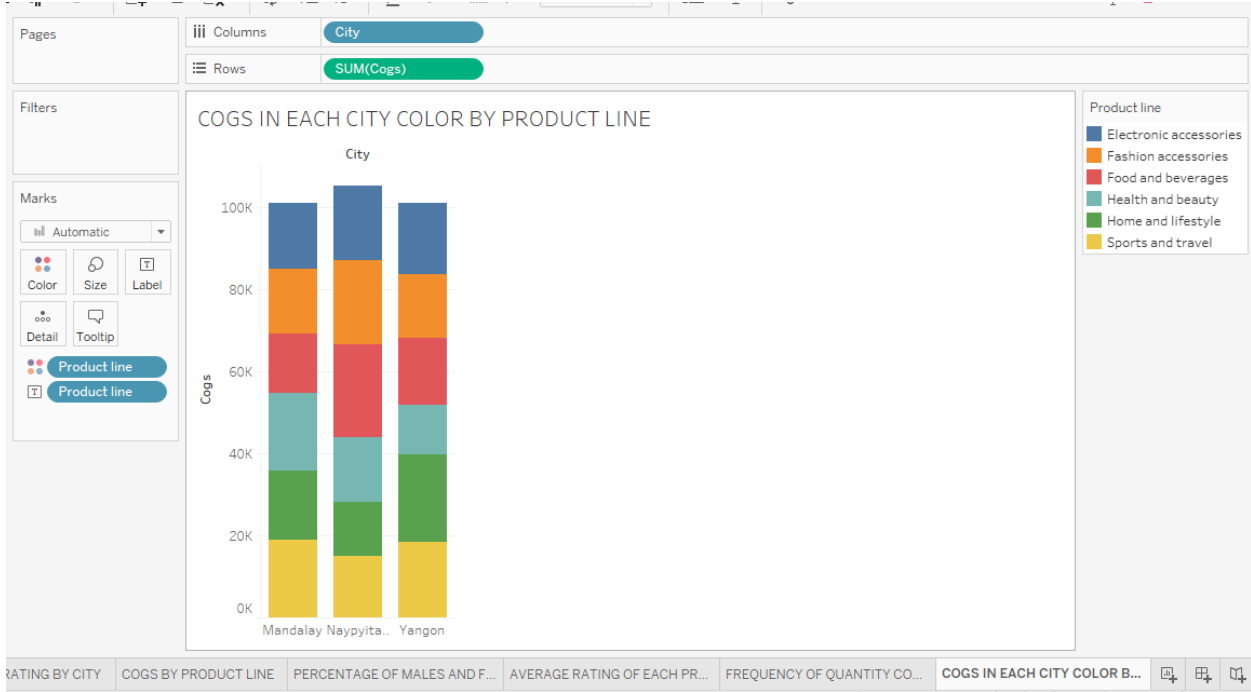 Pages
Columns
City
Rows
SUM(Cogs)
Filters
COGS IN EACH CITY COLOR BY PRODUCT LINE
City
Product line
Electronic accessories
Fashion accessories
Food and beverages
Health and beauty
Home and lifestyle
Sports and travel
Marks
Automatic
Color
Size
T
Label
Detail
Tooltip
Product line
T
Product line
Cogs
100K
80K
60K
40K
20K
0K
Mandalay Naypyita.. Yangon
RATING BY CITY
COGS BY PRODUCT LINE
PERCENTAGE OF MALES AND F...
AVERAGE RATING OF EACH PR...
FREQUENCY OF QUANTITY CO...
COGS IN EACH CITY COLOR B...